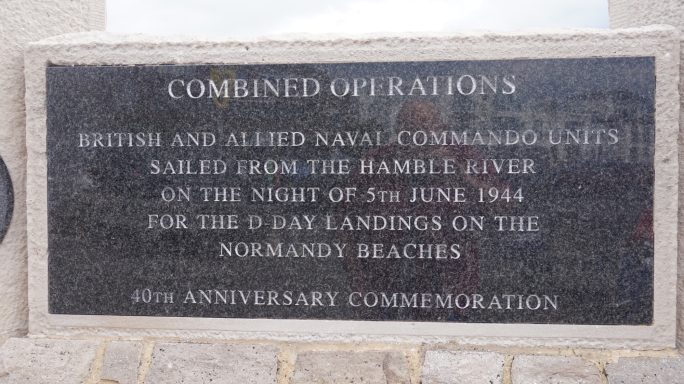 COMBINED OPERATIONS
BRITISH AND ALLIED NAVAL COMMANDO UNITS
SAILED FROM THE HAMBLE RIVER
ON THE NIGHT OF 5TH JUNE 1944
FOR THE D-DAY LANDINGS ON THE
NORMANDY BEACHES
40TH ANNIVERSARY COMMEMORATION